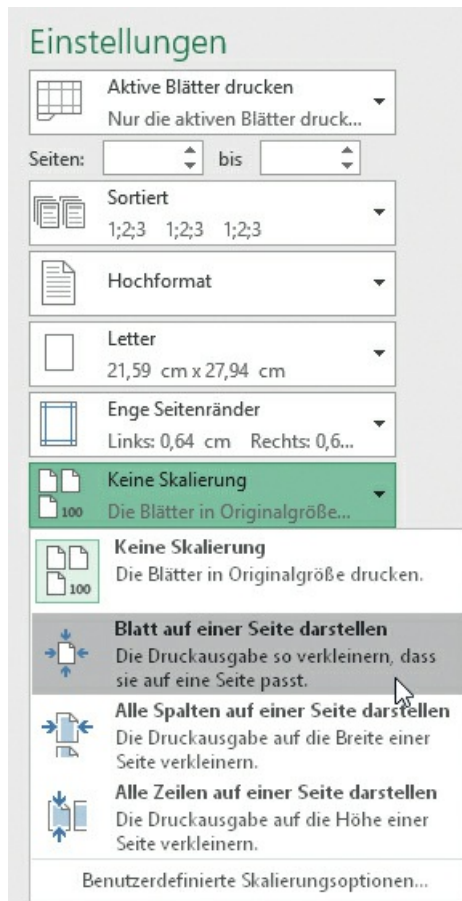 Einstellungen
Aktive Blätter drucken
Nur die aktiven Blätter druck...
Seiten: bis
Sortiert
1;2;3 1;2;3 1;2;3
Hochformat
Letter
21,59 cm x 27,94 cm
Enge Seitenränder
Links: 0,64 cm Rechts: 0,6...
Keine Skalierung
100 Die Blätter in Originalgröße...
Keine Skalierung
Die Blätter in Originalgröße drucken.
100
Blatt auf einer Seite darstellen
Die Druckausgabe so verkleinern, dass
sie auf eine Seite passt.
Alle Spalten auf einer Seite darstellen
Die Druckausgabe auf die Breite einer
Seite verkleinern.
Alle Zeilen auf einer Seite darstellen
Die Druckausgabe auf die Höhe einer
Seite verkleinern.
Benutzerdefinierte Skalierungsoptionen...